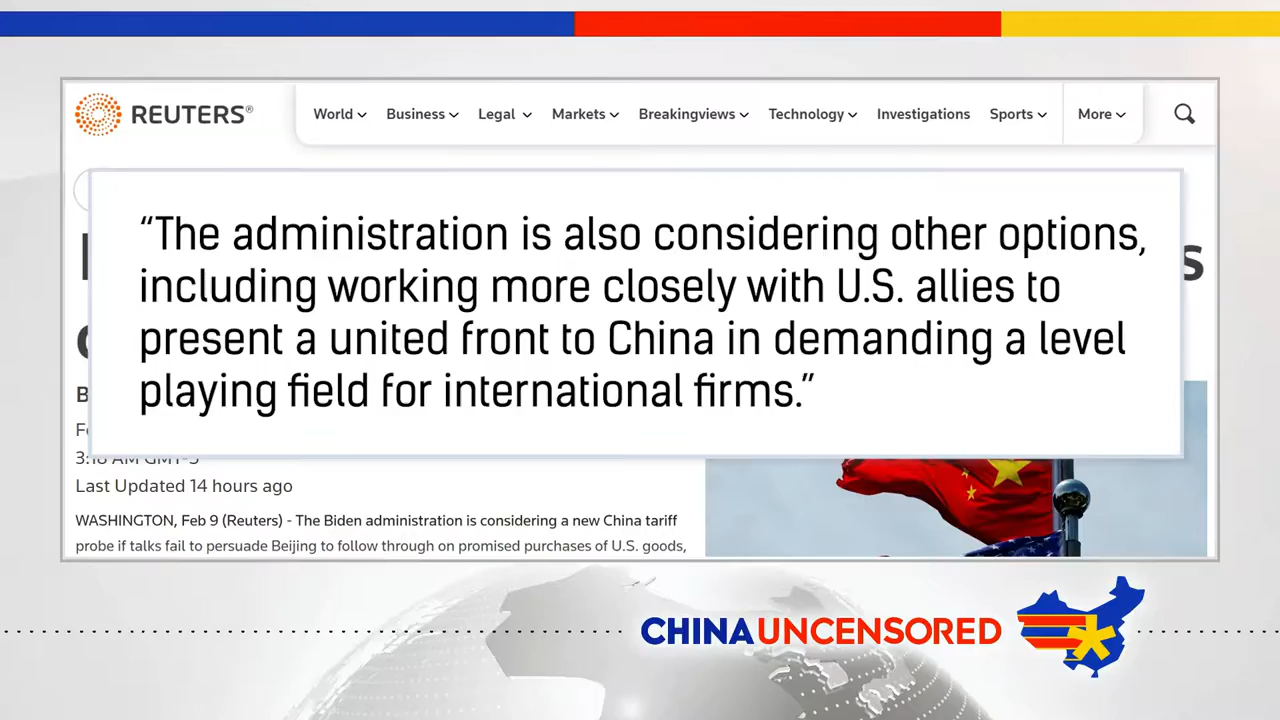 REUTERS®
World Business Legal Markets Breakingviews Technology Investigations Sports More
“The administration is also considering other options,
including working more closely with U.S. allies to
present a united front to China in demanding a level
playing field for international firms.”
Last Updated 14 hours ago
WASHINGTON, Feb 9 (Reuters) - The Biden administration is considering a new China tariff
probe if talks fail to persuade Beijing to follow through on promised purchases of U.S. goods,
CHINA UNCENSORED